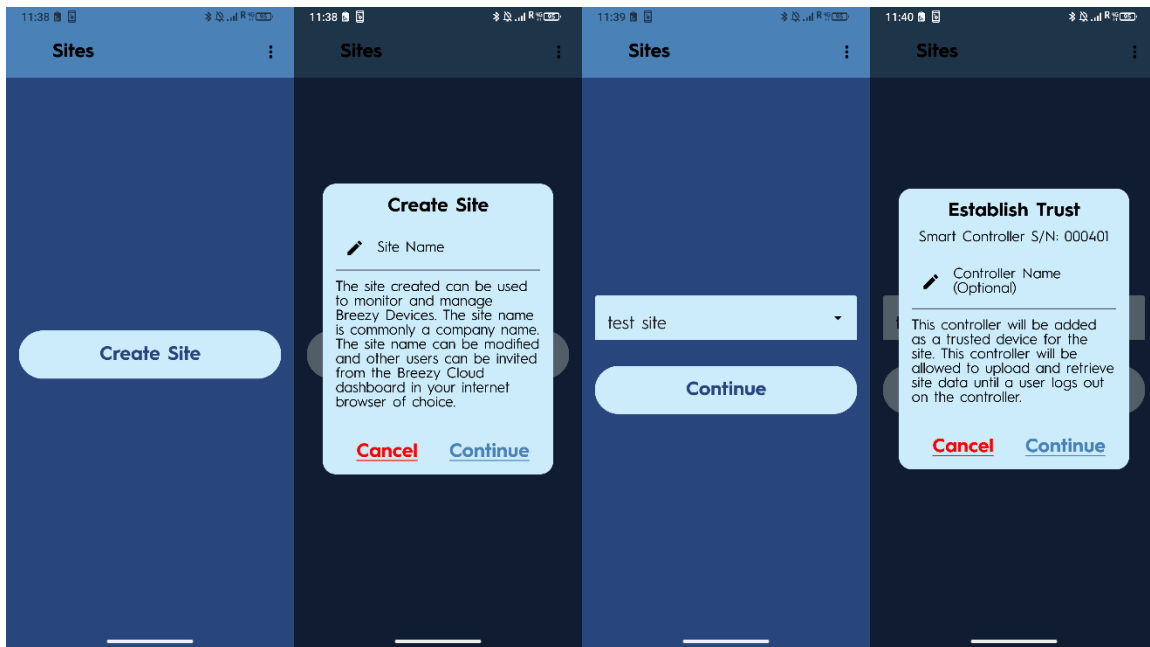 11:38
R
95
Sites
Create Site
11:38
R
95
Sites
Create Site
Site Name
The site created can be used
to monitor and manage
Breezy Devices. The site name
is commonly a company name.
The site name can be modified
and other users can be invited
from the Breezy Cloud
dashboard in your internet
browser of choice.
Cancel Continue
11:39
R
95
Sites
test site
Continue
11:40
R
95
Sites
Establish Trust
Smart Controller S/N: 000401
Controller Name
(Optional)
This controller will be added
as a trusted device for the
site. This controller will be
allowed to upload and retrieve
site data until a user logs out
on the controller.
Cancel Continue